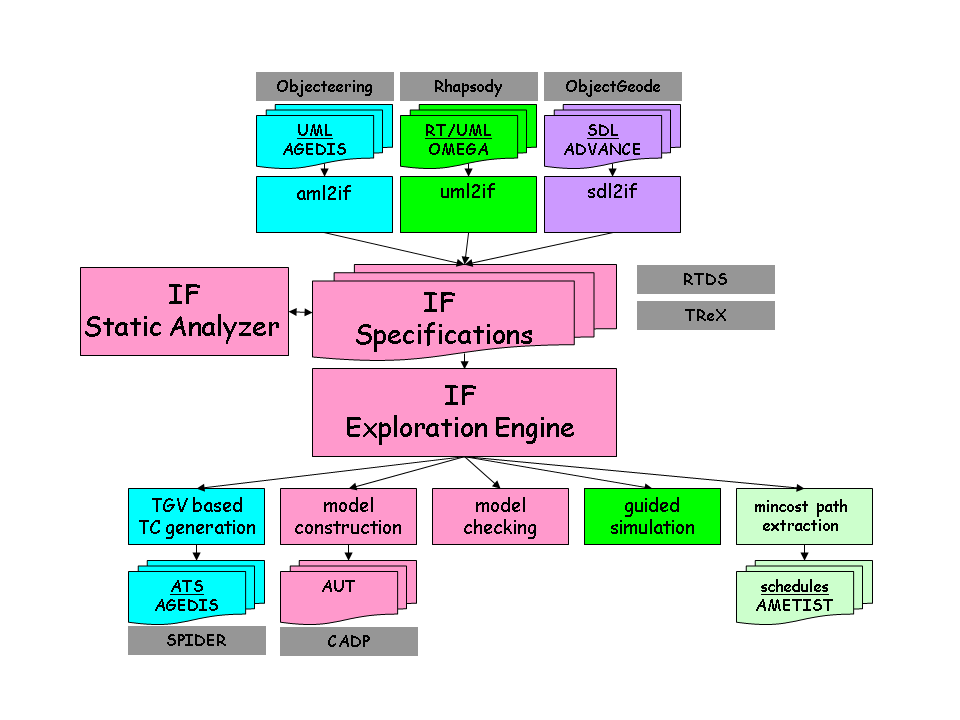 Objecteering
Rhapsody
ObjectGeode
UML
AGEDIS
RT/UML
OMEGA
SDL
ADVANCE
aml2if
uml2if
sdl2if
IF
Static Analyzer
IF
Specifications
RTDS
TReX
IF
Exploration Engine
TGV based
TC generation
model
construction
model
checking
guided
simulation
mincost path
extraction
ATS
AGEDIS
AUT
schedules
AMETIST
SPIDER
CADP